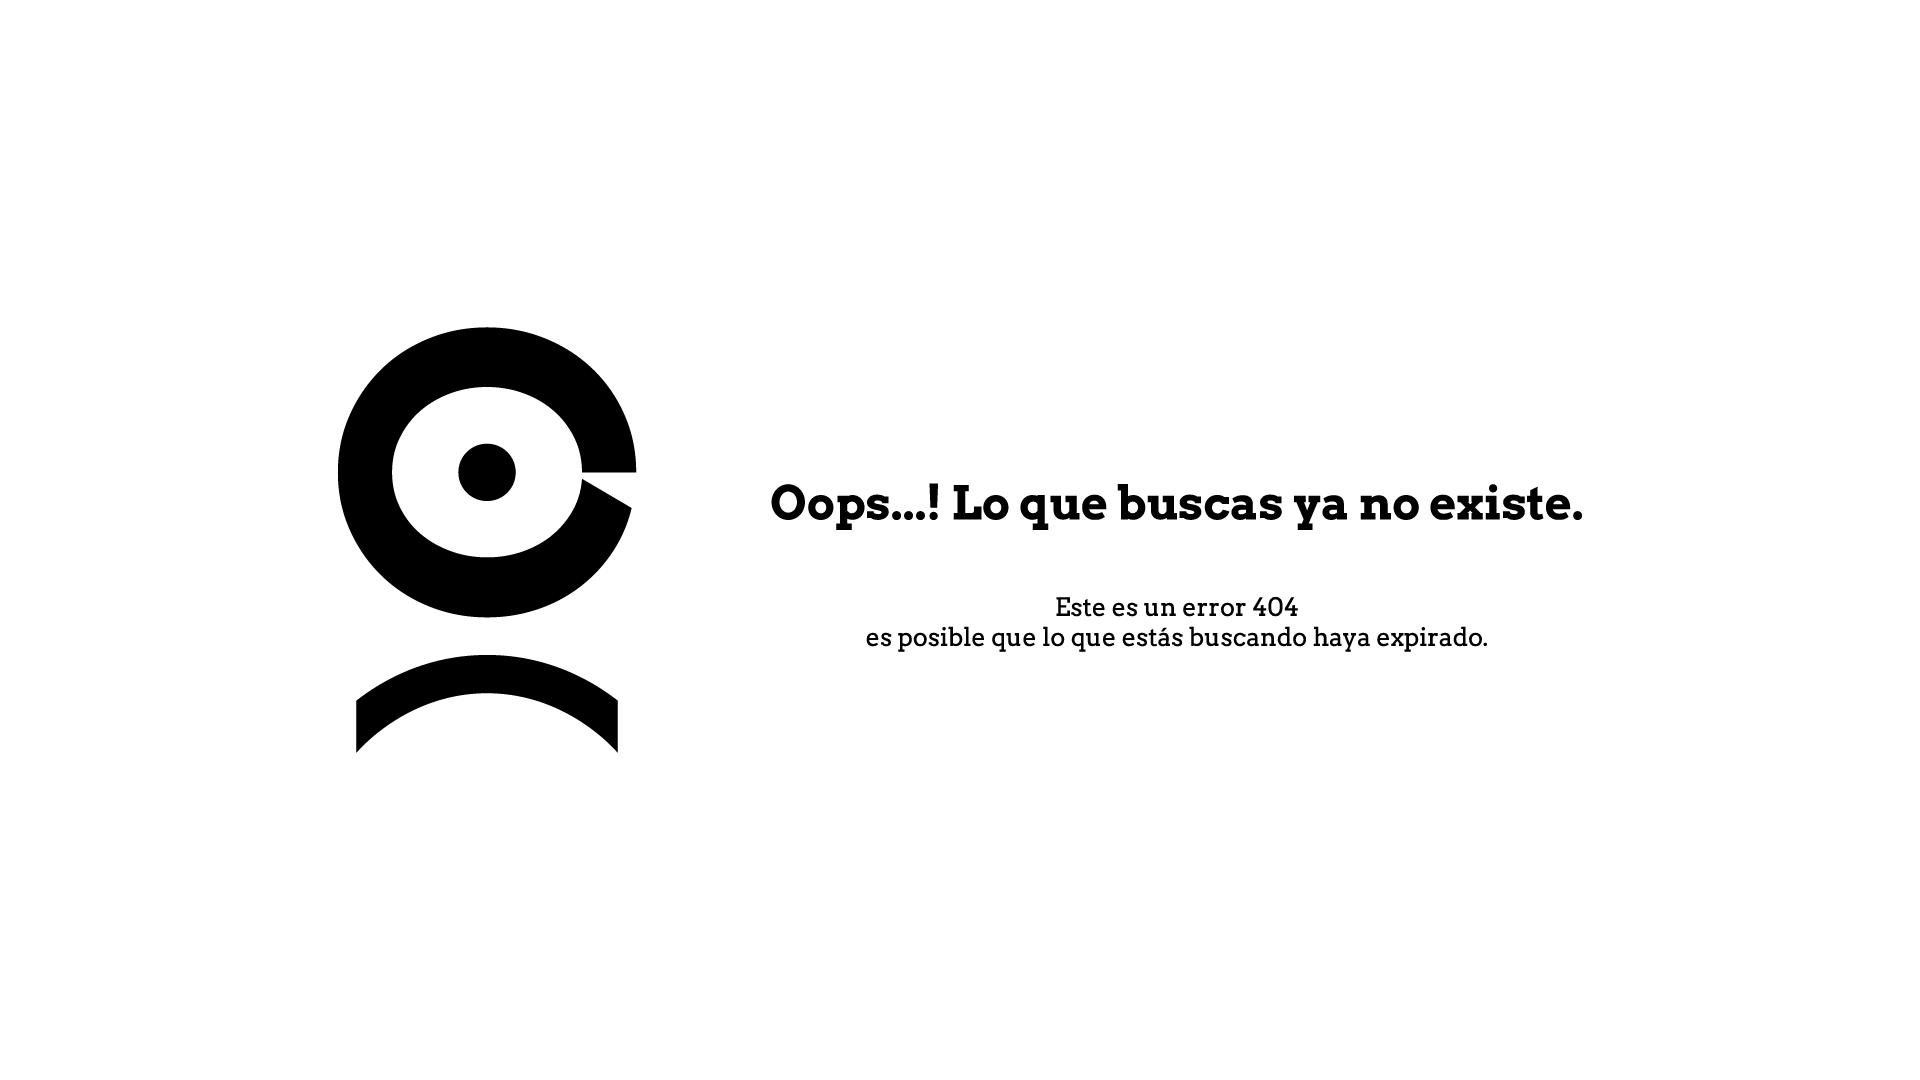 Oops...! Lo que buscas ya no existe.
Este es un error 404
es posible que lo que estás buscando haya expirado.